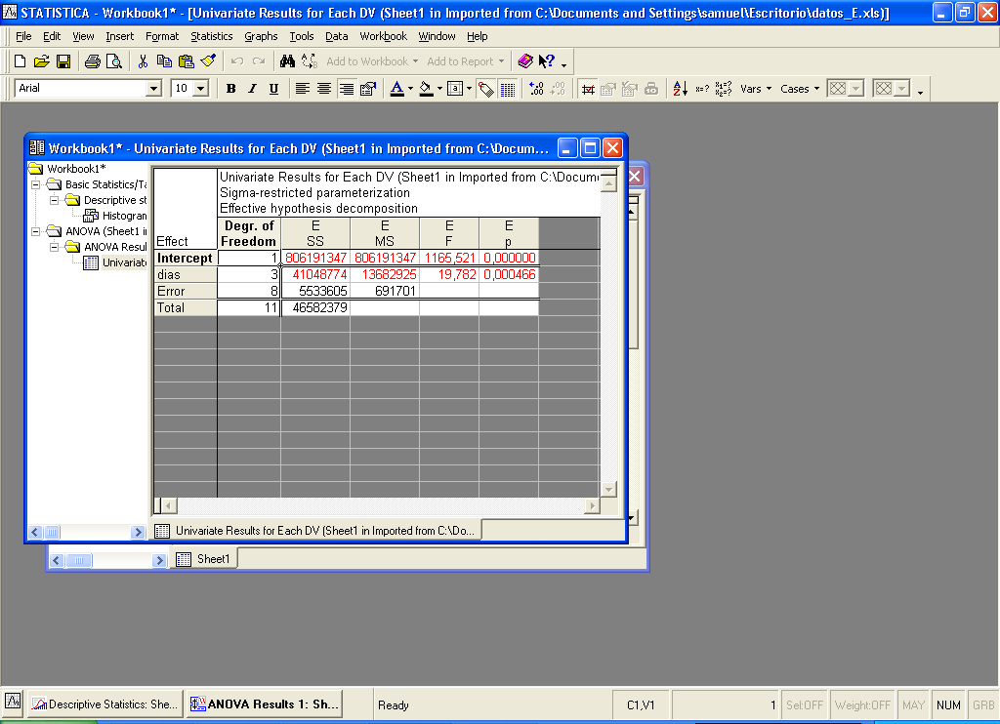 STATISTICA - Workbook1* - [Univariate Results for Each DV (Sheet1 in Imported from C:\Documents and Settings\samuel\Escritorio\datos_E.xls)]
File Edit View Insert Format Statistics Graphs Tools Data Workbook Window Help
Add to Workbook Add to Report
Arial 10 B I U Vars Cases
Workbook1* - Univariate Results for Each DV (Sheet1 in Imported from C:\Docum...
Workbook1*
Basic Statistics/Ta
Descriptive st
Histogran
ANOVA (Sheet1 i
ANOVA Resul
Univariate
Univariate Results for Each DV (Sheet1 in Imported from C:\Docum
Sigma-restricted parameterization
Effective hypothesis decomposition
Effect Degr. of Freedom E SS E MS E F E p
Intercept 1 806191347 806191347 1165,521 0,000000
dias 3 41048774 13682925 19,782 0,000466
Error 8 5533605 691701
Total 11 46582379
Univariate Results for Each DV (Sheet1 in Imported from C:\Do...
Sheet1
Descriptive Statistics: She... ANOVA Results 1: Sh... Ready C1,V1 1 Sel:OFF Weight:OFF MAY NUM GRB